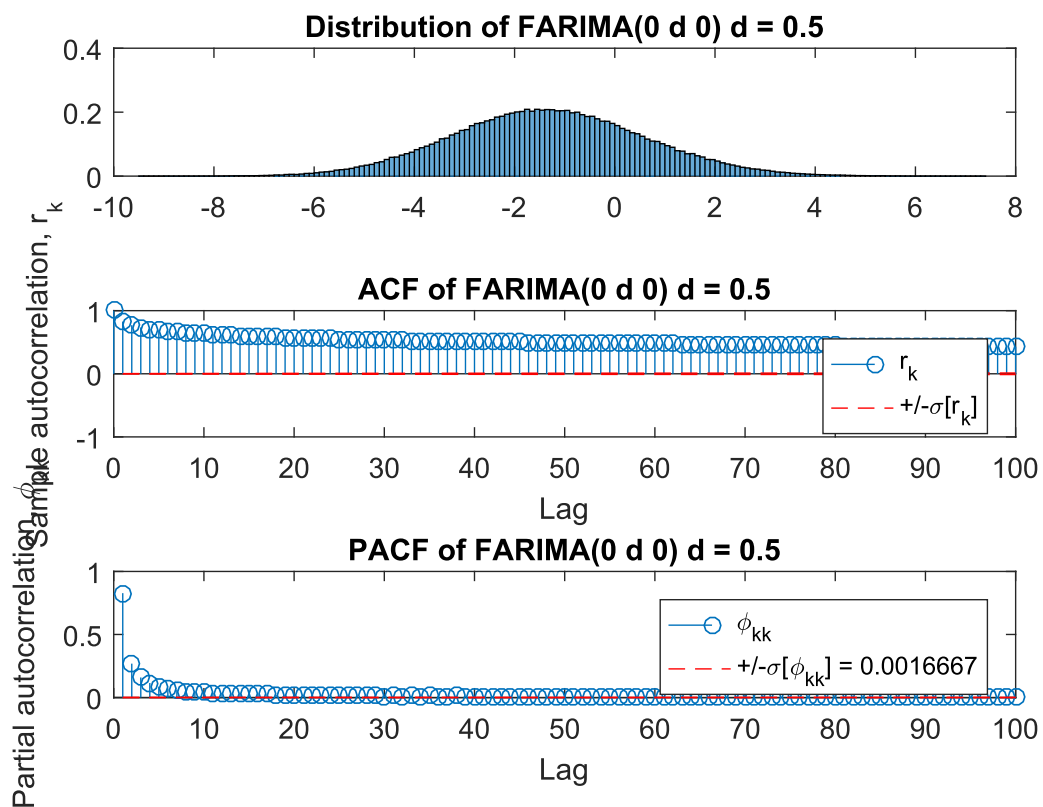 Distribution of FARIMA(0 d 0) d = 0.5
0.4
0.2
0
-10 -8 -6 -4 -2 0 2 4 6 8
ACF of FARIMA(0 d 0) d = 0.5
Sample autocorrelation, r_k
1
0
-1
r_k
+/-σ[r_k]
0 10 20 30 40 50 60 70 80 90 100
Lag
PACF of FARIMA(0 d 0) d = 0.5
Partial autocorrelation, ϕ_kk
1
0.5
0
ϕ_kk
+/-σ[ϕ_kk] = 0.0016667
0 10 20 30 40 50 60 70 80 90 100
Lag